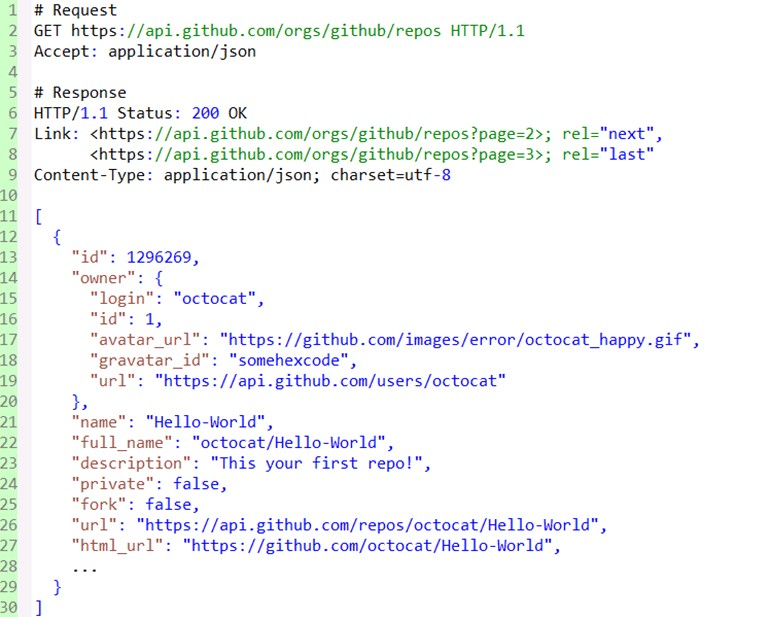 1 # Request
2 GET https://api.github.com/orgs/github/repos HTTP/1.1
3 Accept: application/json
4
5 # Response
6 HTTP/1.1 Status: 200 OK
7 Link: <https://api.github.com/orgs/github/repos?page=2>; rel="next",
8       <https://api.github.com/orgs/github/repos?page=3>; rel="last"
9 Content-Type: application/json; charset=utf-8
10
11 [
12   {
13     "id": 1296269,
14     "owner": {
15       "login": "octocat",
16       "id": 1,
17       "avatar_url": "https://github.com/images/error/octocat_happy.gif",
18       "gravatar_id": "somehexcode",
19       "url": "https://api.github.com/users/octocat"
20     },
21     "name": "Hello-World",
22     "full_name": "octocat/Hello-World",
23     "description": "This your first repo!",
24     "private": false,
25     "fork": false,
26     "url": "https://api.github.com/repos/octocat/Hello-World",
27     "html_url": "https://github.com/octocat/Hello-World",
28     ...
29   }
30 ]